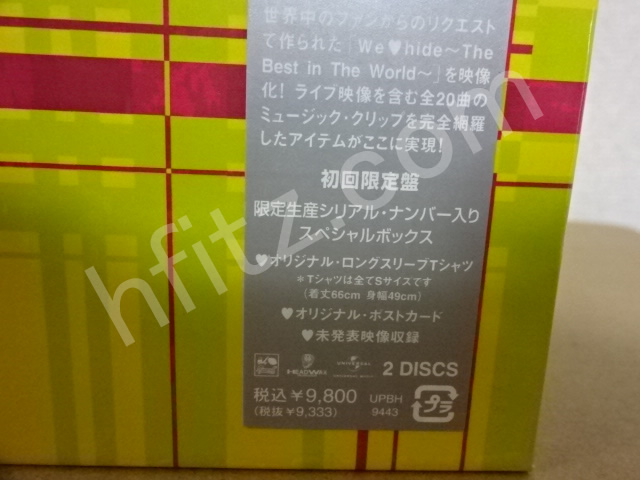 世界中のファンからのリクエスト
で作られた「We♥hide〜The
Best in The World〜」を映像
化! ライブ映像を含む全20曲の
ミュージック・クリップを完全網羅
したアイテムがここに実現!
初回限定盤
限定生産シリアル・ナンバー入り
スペシャルボックス
♥オリジナル・ロングスリーブTシャツ
＊Tシャツは全てSサイズです
(着丈66cm 身幅49cm)
♥オリジナル・ポストカード
♥未発表映像収録
UNIVERSAL
2 DISCS
税込￥9,800 UPBH
(税抜￥9,333) 9443
プラ
hfitz.com